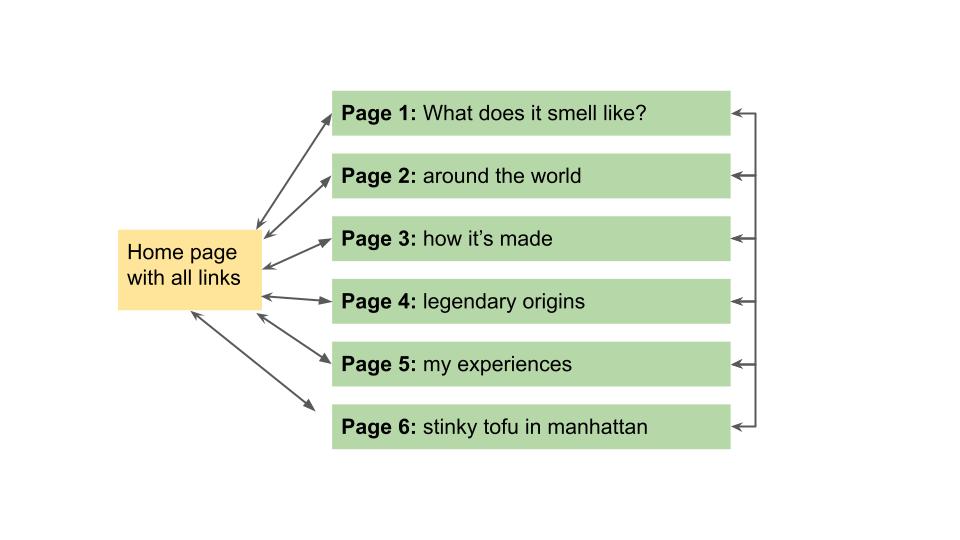 Page 1: What does it smell like?
Page 2: around the world
Page 3: how it’s made
Home page
with all links
Page 4: legendary origins
Page 5: my experiences
Page 6: stinky tofu in manhattan